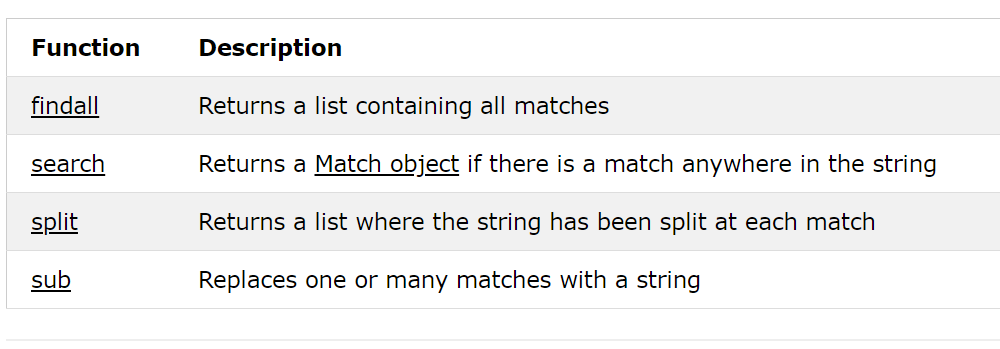 Function Description
findall Returns a list containing all matches
search Returns a Match object if there is a match anywhere in the string
split Returns a list where the string has been split at each match
sub Replaces one or many matches with a string